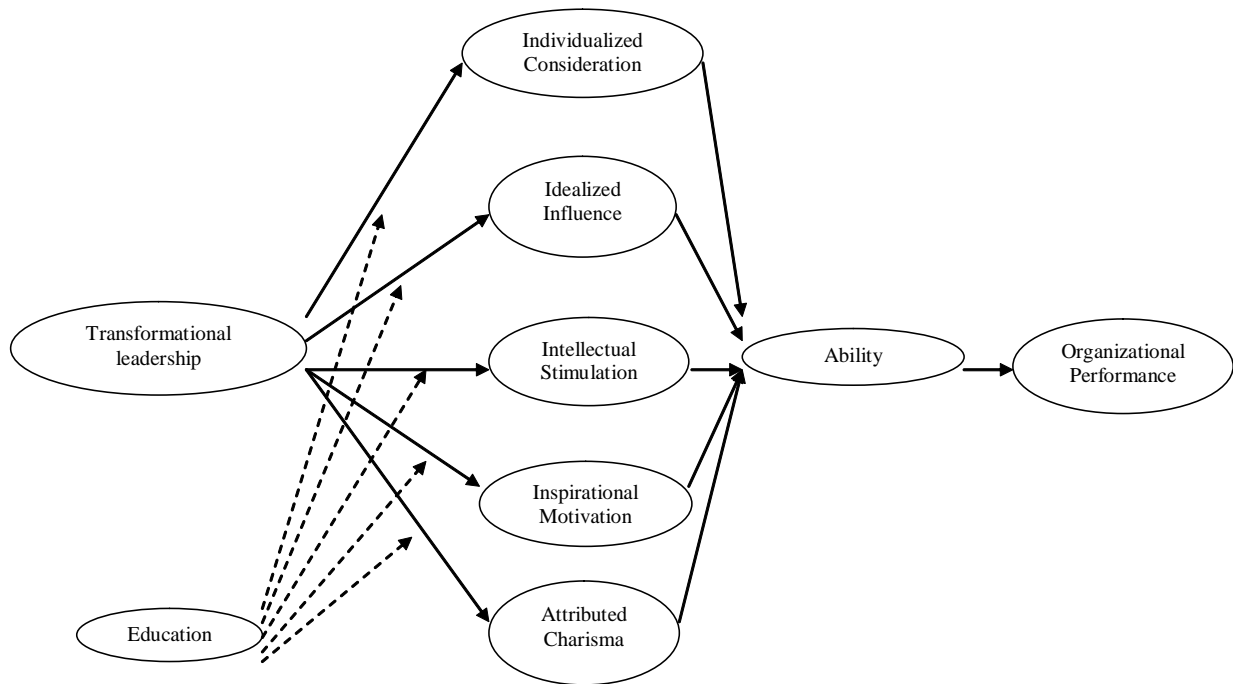 Individualized
Consideration
Idealized
Influence
Transformational
leadership
Intellectual
Stimulation
Ability
Organizational
Performance
Inspirational
Motivation
Education
Attributed
Charisma